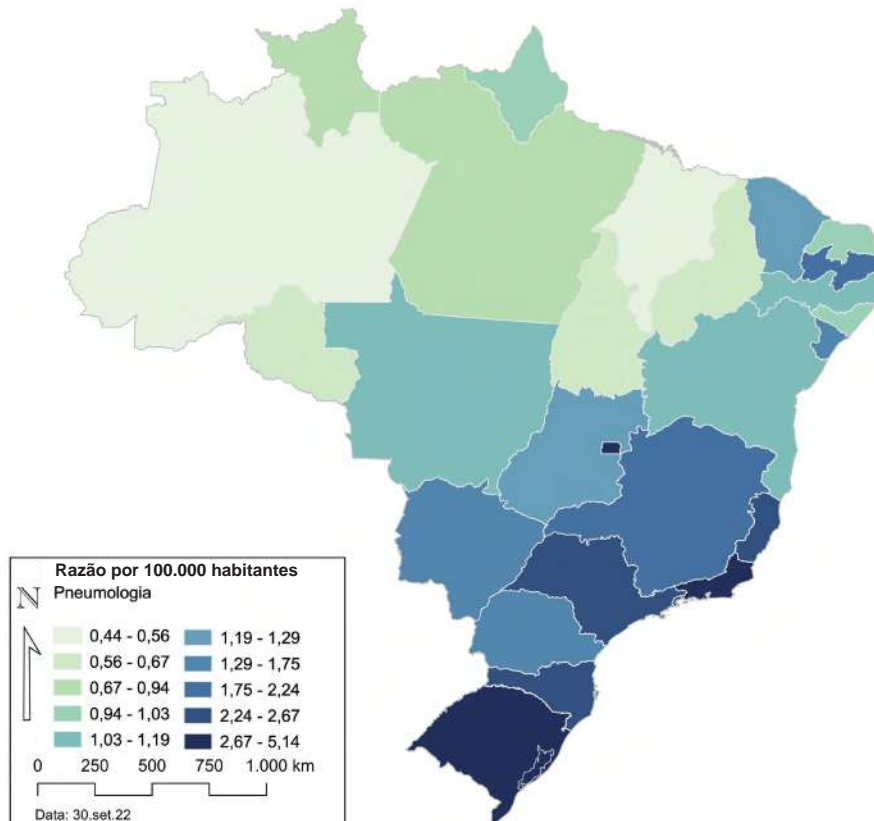 Razão por 100.000 habitantes
N Pneumologia
0,44 - 0,56
0,56 - 0,67
0,67 - 0,94
0,94 - 1,03
1,03 - 1,19
1,19 - 1,29
1,29 - 1,75
1,75 - 2,24
2,24 - 2,67
2,67 - 5,14
0 250 500 750 1.000 km
Data: 30.set.22